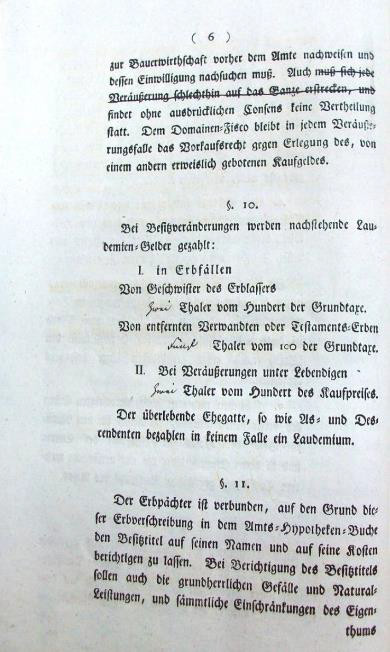 ( 6 )
zur Bauerwirthschaft vorher dem Amte nachweisen und
dessen Einwilligung nachsuchen muß. Auch muß sich jede
Veräußerung schlechthin auf das Ganze erstrecken, und
findet ohne ausdrücklichen Consens keine Vertheilung
statt. Dem Domainen-Fisco bleibt in jedem Veräuße-
rungsfalle das Vorkaufsrecht gegen Erlegung des, von
einem andern erweislich gebotenen Kaufgeldes.
§. 10.
Bei Besitzveränderungen werden nachstehende Lau-
demien-Gelder gezahlt:
I. in Erbfällen
Von Geschwister des Erblassers
zwei Thaler vom Hundert der Grundtaxe.
Von entfernten Verwandten oder Testaments-Erben
fünf Thaler vom 100 der Grundtaxe.
II. Bei Veräußerungen unter Lebendigen
zwei Thaler vom Hundert des Kaufpreises.
Der überlebende Ehegatte, so wie As- und Des-
cendenten bezahlen in keinem Falle ein Laudemium.
§. 11.
Der Erbpächter ist verbunden, auf den Grund die-
ser Erbverschreibung in dem Amts-Hypotheken-Buche
den Besitztitel auf seinen Namen und auf seine Kosten
berichtigen zu lassen. Bei Berichtigung des Besitztitels
sollen auch die grundherrlichen Gefälle und Natural-
Leistungen, und sämmtliche Einschränkungen des Eigen-
thums